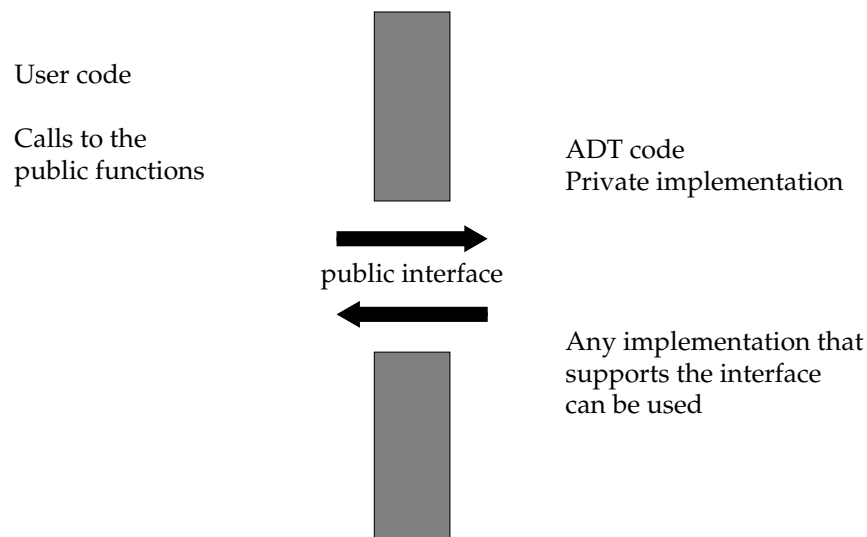 User code
Calls to the
public functions
public interface
ADT code
Private implementation
Any implementation that
supports the interface
can be used